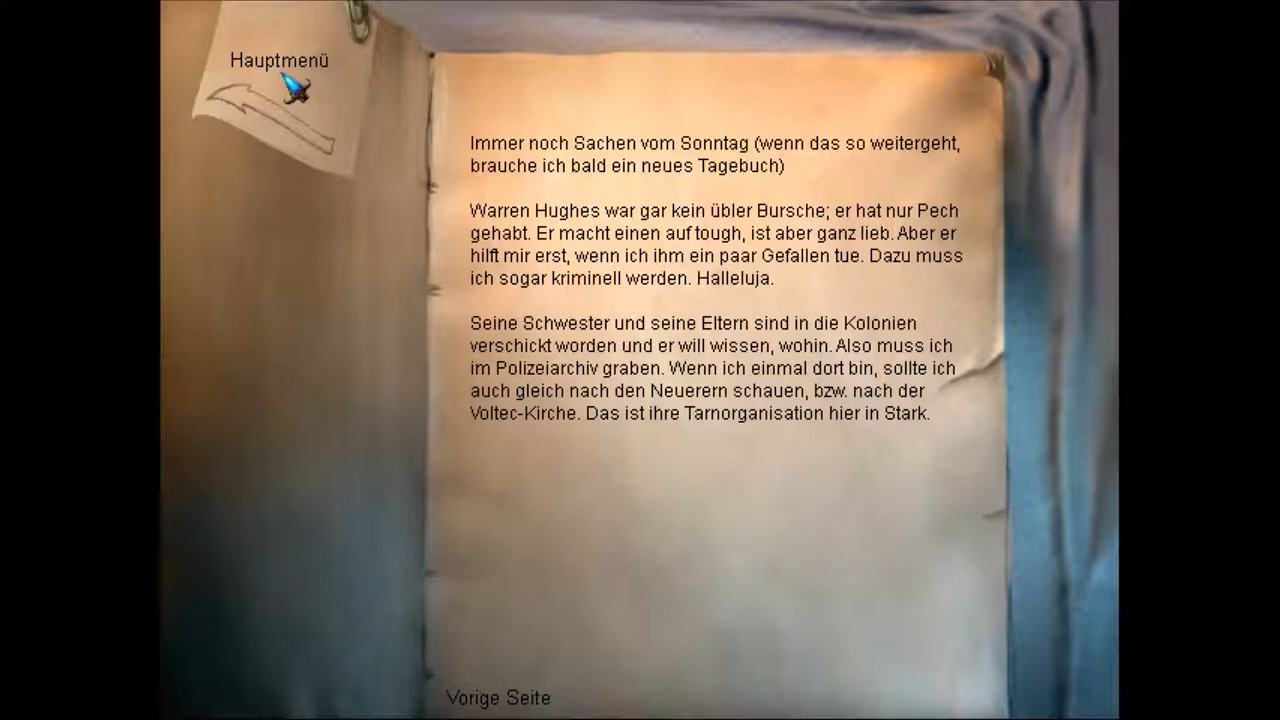 Hauptmenü
Immer noch Sachen vom Sonntag (wenn das so weitergeht,
brauche ich bald ein neues Tagebuch)
Warren Hughes war gar kein übler Bursche; er hat nur Pech
gehabt. Er macht einen auf tough, ist aber ganz lieb. Aber er
hilft mir erst, wenn ich ihm ein paar Gefallen tue. Dazu muss
ich sogar kriminell werden. Halleluja.
Seine Schwester und seine Eltern sind in die Kolonien
verschickt worden und er will wissen, wohin. Also muss ich
im Polizeiarchiv graben. Wenn ich einmal dort bin, sollte ich
auch gleich nach den Neuerern schauen, bzw. nach der
Voltec-Kirche. Das ist ihre Tarnorganisation hier in Stark.
Vorige Seite